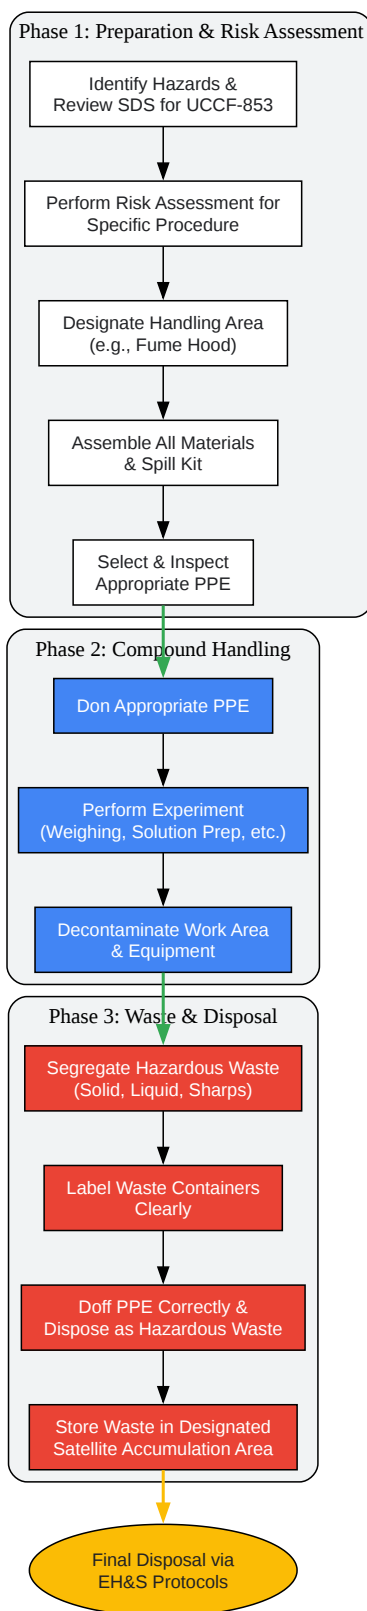 Phase 1: Preparation & Risk Assessment
Identify Hazards &
Review SDS for UCCF-853
Perform Risk Assessment for
Specific Procedure
Designate Handling Area
(e.g., Fume Hood)
Assemble All Materials
& Spill Kit
Select & Inspect
Appropriate PPE
Phase 2: Compound Handling
Don Appropriate PPE
Perform Experiment
(Weighing, Solution Prep, etc.)
Decontaminate Work Area
& Equipment
Phase 3: Waste & Disposal
Segregate Hazardous Waste
(Solid, Liquid, Sharps)
Label Waste Containers
Clearly
Doff PPE Correctly &
Dispose as Hazardous Waste
Store Waste in Designated
Satellite Accumulation Area
Final Disposal via
EH&S Protocols